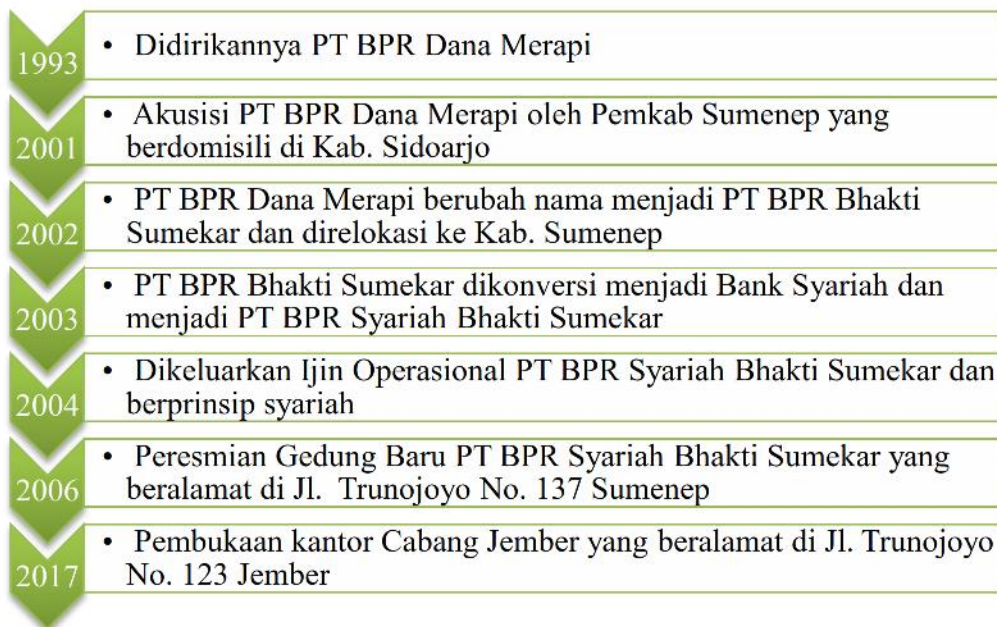 1993
• Didirikannya PT BPR Dana Merapi
2001
• Akusisi PT BPR Dana Merapi oleh Pemkab Sumenep yang
berdomisili di Kab. Sidoarjo
2002
• PT BPR Dana Merapi berubah nama menjadi PT BPR Bhakti
Sumekar dan direlokasi ke Kab. Sumenep
2003
• PT BPR Bhakti Sumekar dikonversi menjadi Bank Syariah dan
menjadi PT BPR Syariah Bhakti Sumekar
2004
• Dikeluarkan Ijin Operasional PT BPR Syariah Bhakti Sumekar dan
berprinsip syariah
2006
• Peresmian Gedung Baru PT BPR Syariah Bhakti Sumekar yang
beralamat di Jl. Trunojoyo No. 137 Sumenep
2017
• Pembukaan kantor Cabang Jember yang beralamat di Jl. Trunojoyo
No. 123 Jember